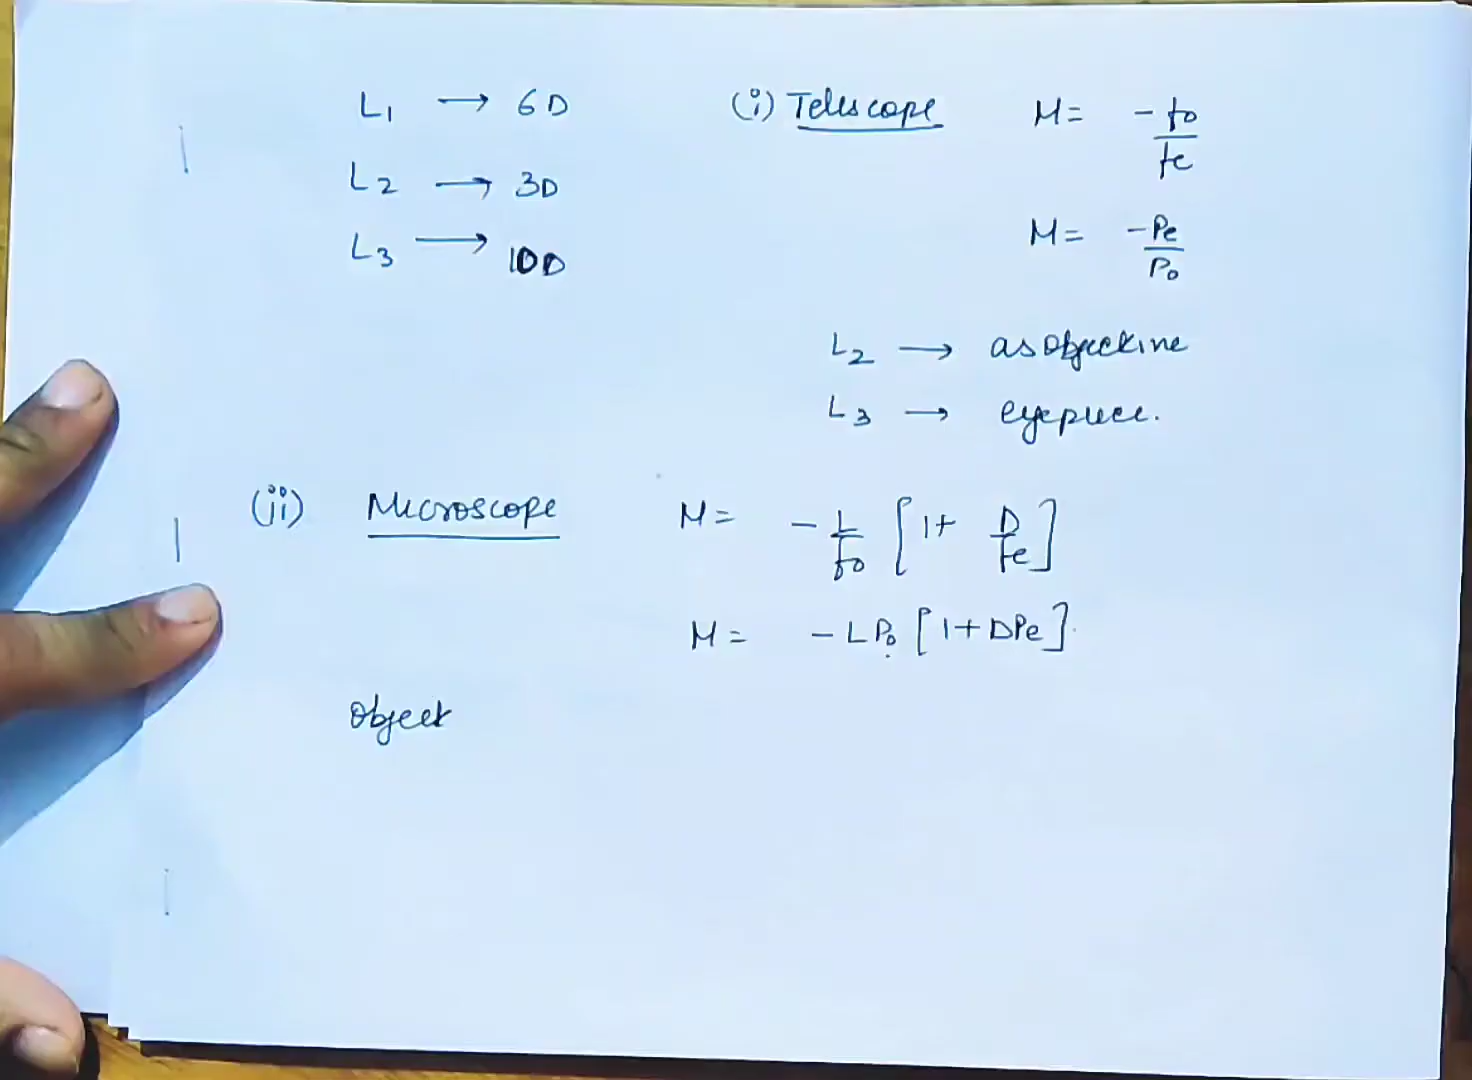 L1 → 6D
L2 → 3D
L3 → 10D
(i) Telescope M = -fo/fe
M = -Pe/Po
L2 → as objective
L3 → eyepiece.
(ii) Microscope M = -L/fo [1+ D/fe]
M = -LPo [1+DPe].
object